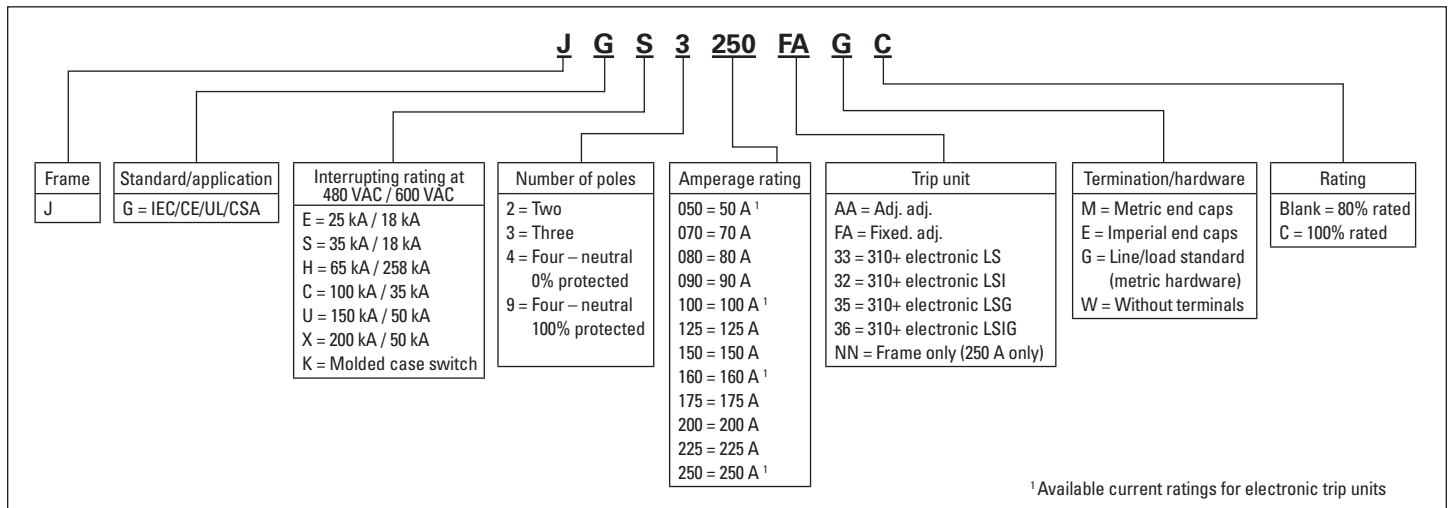 J G S 3 250 FA G C
Frame
J
Standard/application
G = IEC/CE/UL/CSA
Interrupting rating at
480 VAC / 600 VAC
E = 25 kA / 18 kA
S = 35 kA / 18 kA
H = 65 kA / 258 kA
C = 100 kA / 35 kA
U = 150 kA / 50 kA
X = 200 kA / 50 kA
K = Molded case switch
Number of poles
2 = Two
3 = Three
4 = Four – neutral
0% protected
9 = Four – neutral
100% protected
Amperage rating
050 = 50 A ¹
070 = 70 A
080 = 80 A
090 = 90 A
100 = 100 A ¹
125 = 125 A
150 = 150 A
160 = 160 A ¹
175 = 175 A
200 = 200 A
225 = 225 A
250 = 250 A ¹
Trip unit
AA = Adj. adj.
FA = Fixed. adj.
33 = 310+ electronic LS
32 = 310+ electronic LSI
35 = 310+ electronic LSG
36 = 310+ electronic LSIG
NN = Frame only (250 A only)
Termination/hardware
M = Metric end caps
E = Imperial end caps
G = Line/load standard
(metric hardware)
W = Without terminals
Rating
Blank = 80% rated
C = 100% rated
¹ Available current ratings for electronic trip units